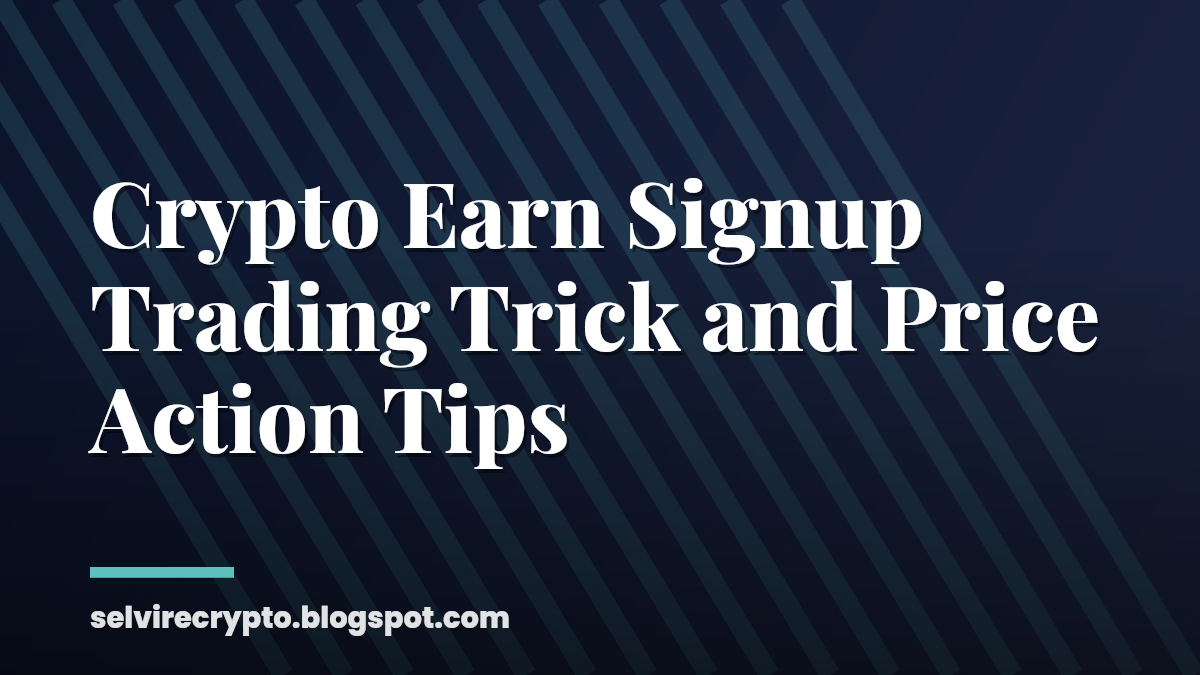 Crypto Earn Signup
Trading Trick and Price
Action Tips
selvirecrypto.blogspot.com